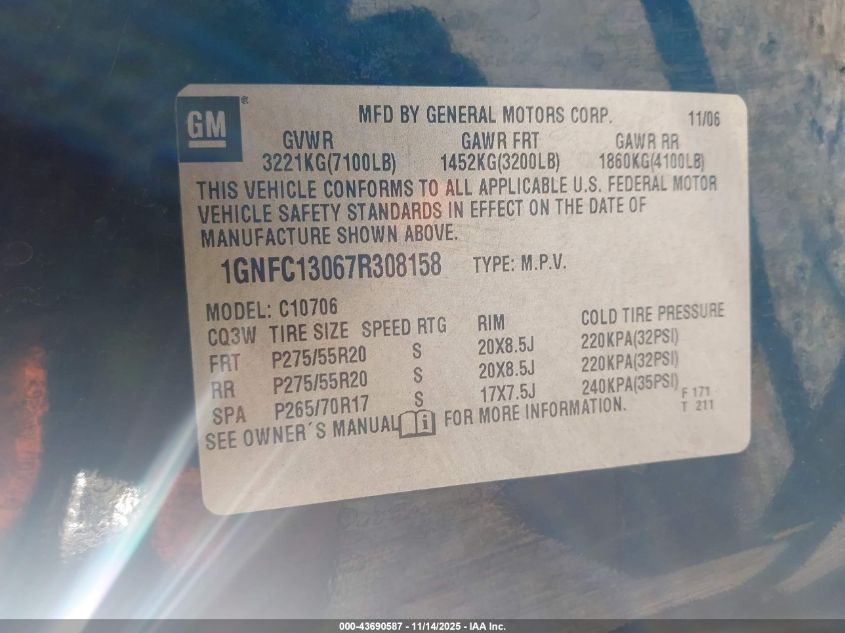 GM®
MFD BY GENERAL MOTORS CORP. 11/06
GVWR GAWR FRT GAWR RR
3221KG(7100LB) 1452KG(3200LB) 1860KG(4100LB)
THIS VEHICLE CONFORMS TO ALL APPLICABLE U.S. FEDERAL MOTOR
VEHICLE SAFETY STANDARDS IN EFFECT ON THE DATE OF
MANUFACTURE SHOWN ABOVE.
1GNFC13067R308158 TYPE: M.P.V.
MODEL: C10706
CQ3W TIRE SIZE SPEED RTG RIM COLD TIRE PRESSURE
FRT P275/55R20 S 20X8.5J 220KPA(32PSI)
RR P275/55R20 S 20X8.5J 220KPA(32PSI)
SPA P265/70R17 S 17X7.5J 240KPA(35PSI)
SEE OWNER´S MANUAL i FOR MORE INFORMATION.
F 171
T 211
000-43690587 - 11/14/2025 - IAA Inc.